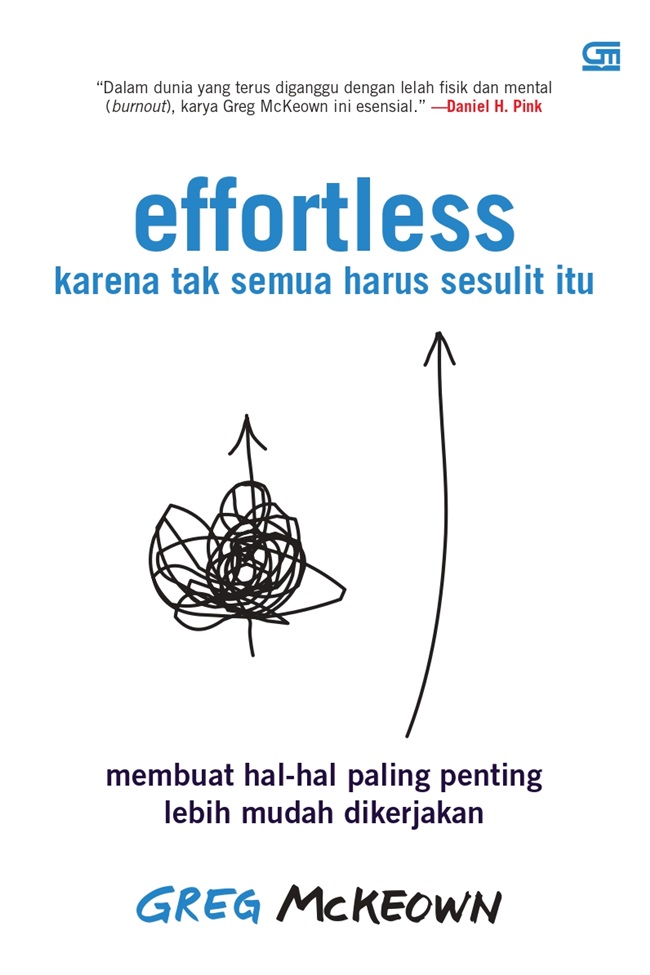 GM
“Dalam dunia yang terus diganggu dengan lelah fisik dan mental
(burnout), karya Greg McKeown ini esensial.” —Daniel H. Pink
effortless
karena tak semua harus sesulit itu
membuat hal-hal paling penting
lebih mudah dikerjakan
GREG McKEOWN